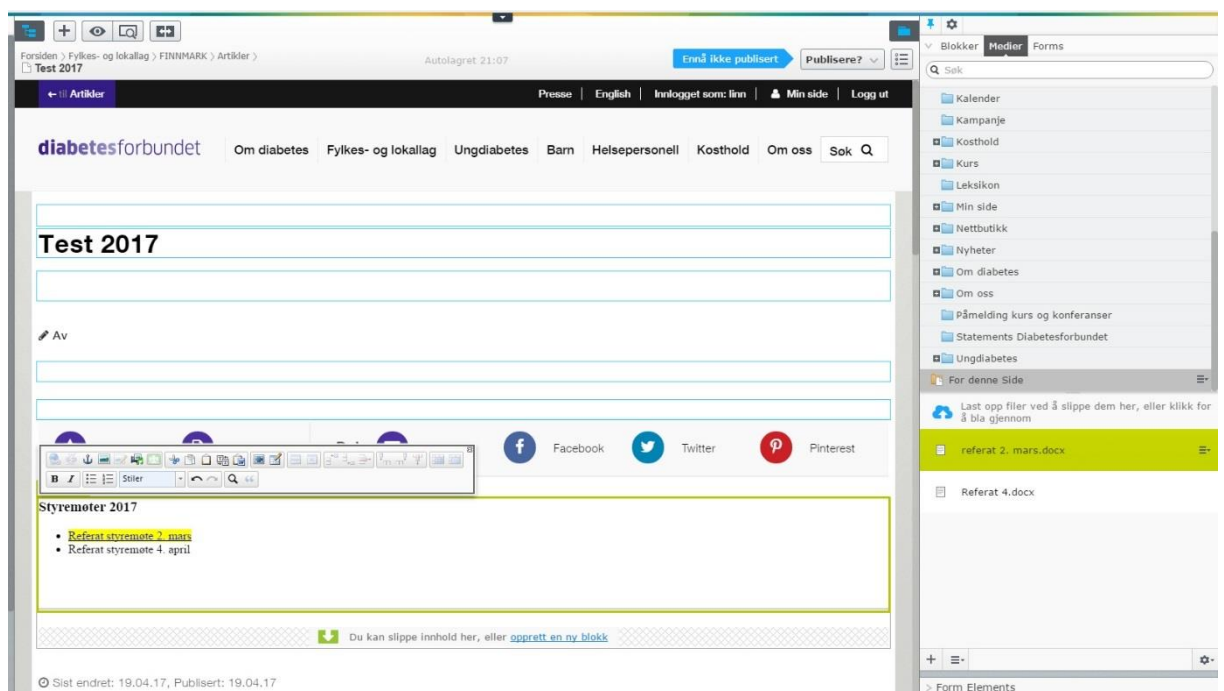 Blokker Medier Forms
Forsiden > Fylkes- og lokallag > FINNMARK > Artikler >
Test 2017
Autolagret 21:07
Ennå ikke publisert
Publisere?
Søk
← til Artikler
Presse | English | Innlogget som: linn | Min side | Logg ut
diabetesforbundet
Om diabetes Fylkes- og lokallag Ungdiabetes Barn Helsepersonell Kosthold Om oss Søk
Test 2017
Av
Facebook
Twitter
Pinterest
B I Stiler
Styremøter 2017
Referat styremøte 2. mars
Referat styremøte 4. april
Du kan slippe innhold her, eller opprett en ny blokk
Sist endret: 19.04.17, Publisert: 19.04.17
Kalender
Kampanje
Kosthold
Kurs
Leksikon
Min side
Nettbutikk
Nyheter
Om diabetes
Om oss
Påmelding kurs og konferanser
Statements Diabetesforbundet
Ungdiabetes
For denne Side
Last opp filer ved å slippe dem her, eller klikk for
å bla gjennom
referat 2. mars.docx
Referat 4.docx
> Form Elements